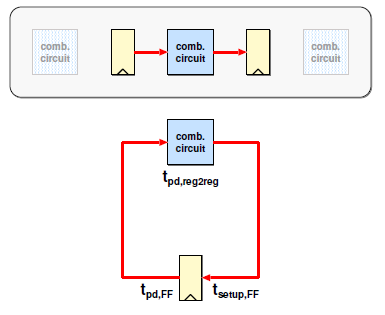 comb.
circuit
comb.
circuit
comb.
circuit
comb.
circuit
tpd,reg2reg
tpd,FF
tsetup,FF